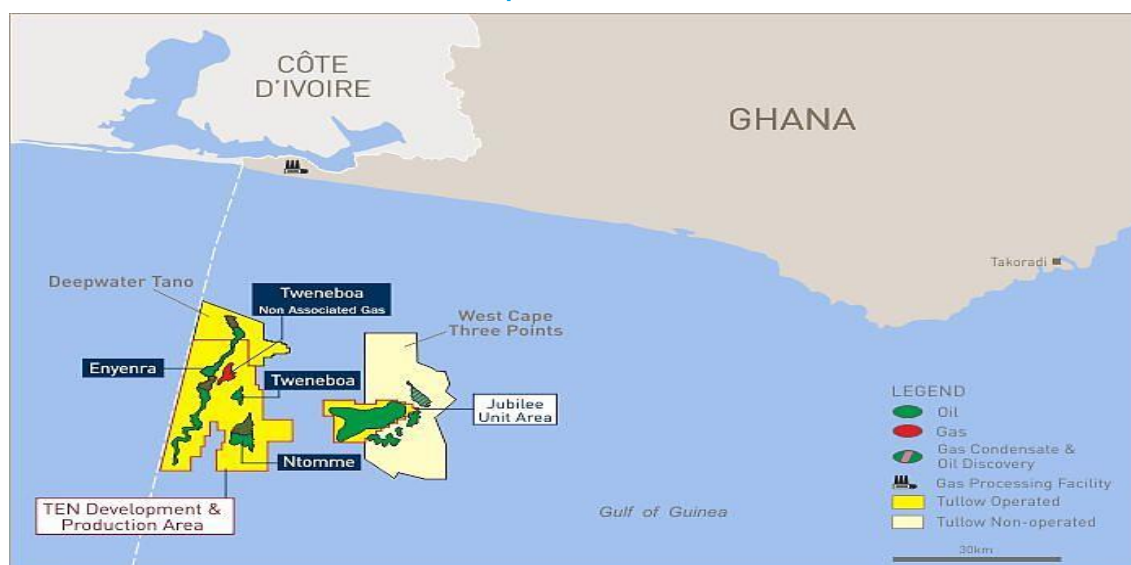 CÔTE
D'IVOIRE
GHANA
Takoradi
Deepwater Tano
Tweneboa
Non Associated Gas
West Cape
Three Points
Enyenra
Tweneboa
Jubilee
Unit Area
Ntomme
TEN Development &
Production Area
Gulf of Guinea
LEGEND
Oil
Gas
Gas Condensate &
Oil Discovery
Gas Processing Facility
Tullow Operated
Tullow Non-operated
30km